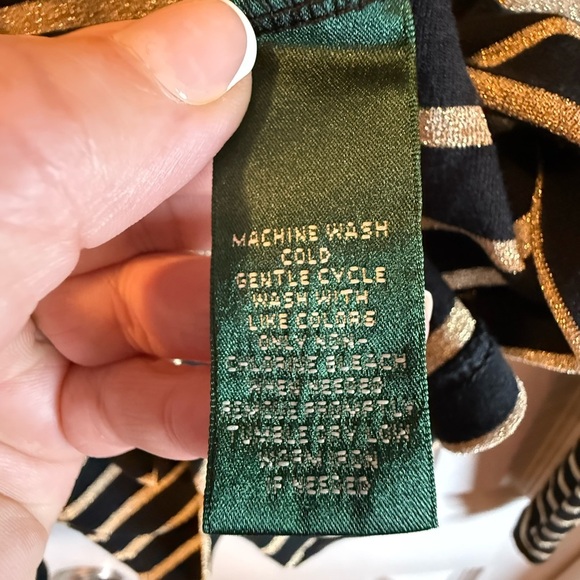 MACHINE WASH
COLD
GENTLE CYCLE
WASH WITH
LIKE COLORS
ONLY NON-
CHLORINE BLEACH
WHEN NEEDED
REMOVE PROMPTLY
TUMBLE DRY LOW
WARM IRON
IF NEEDED